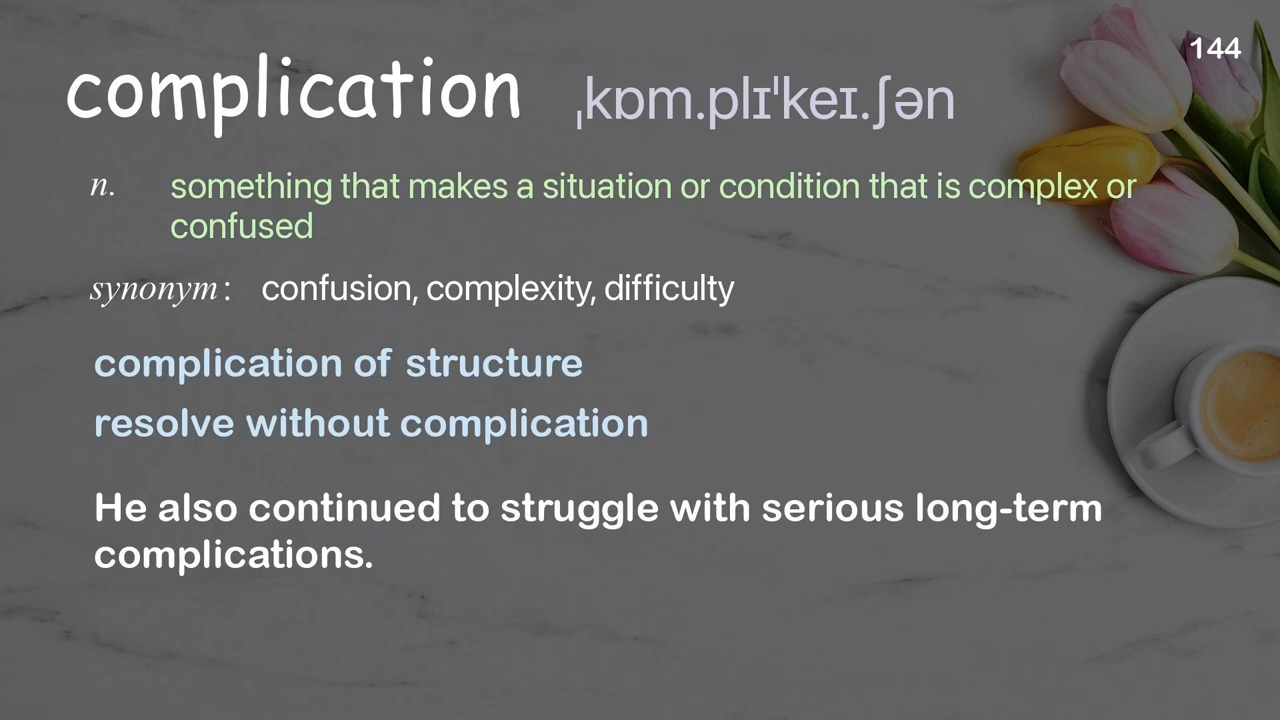 144
complication ˌkɒm.plɪˈkeɪ.ʃən
n. something that makes a situation or condition that is complex or
confused
synonym: confusion, complexity, difficulty
complication of structure
resolve without complication
He also continued to struggle with serious long-term
complications.